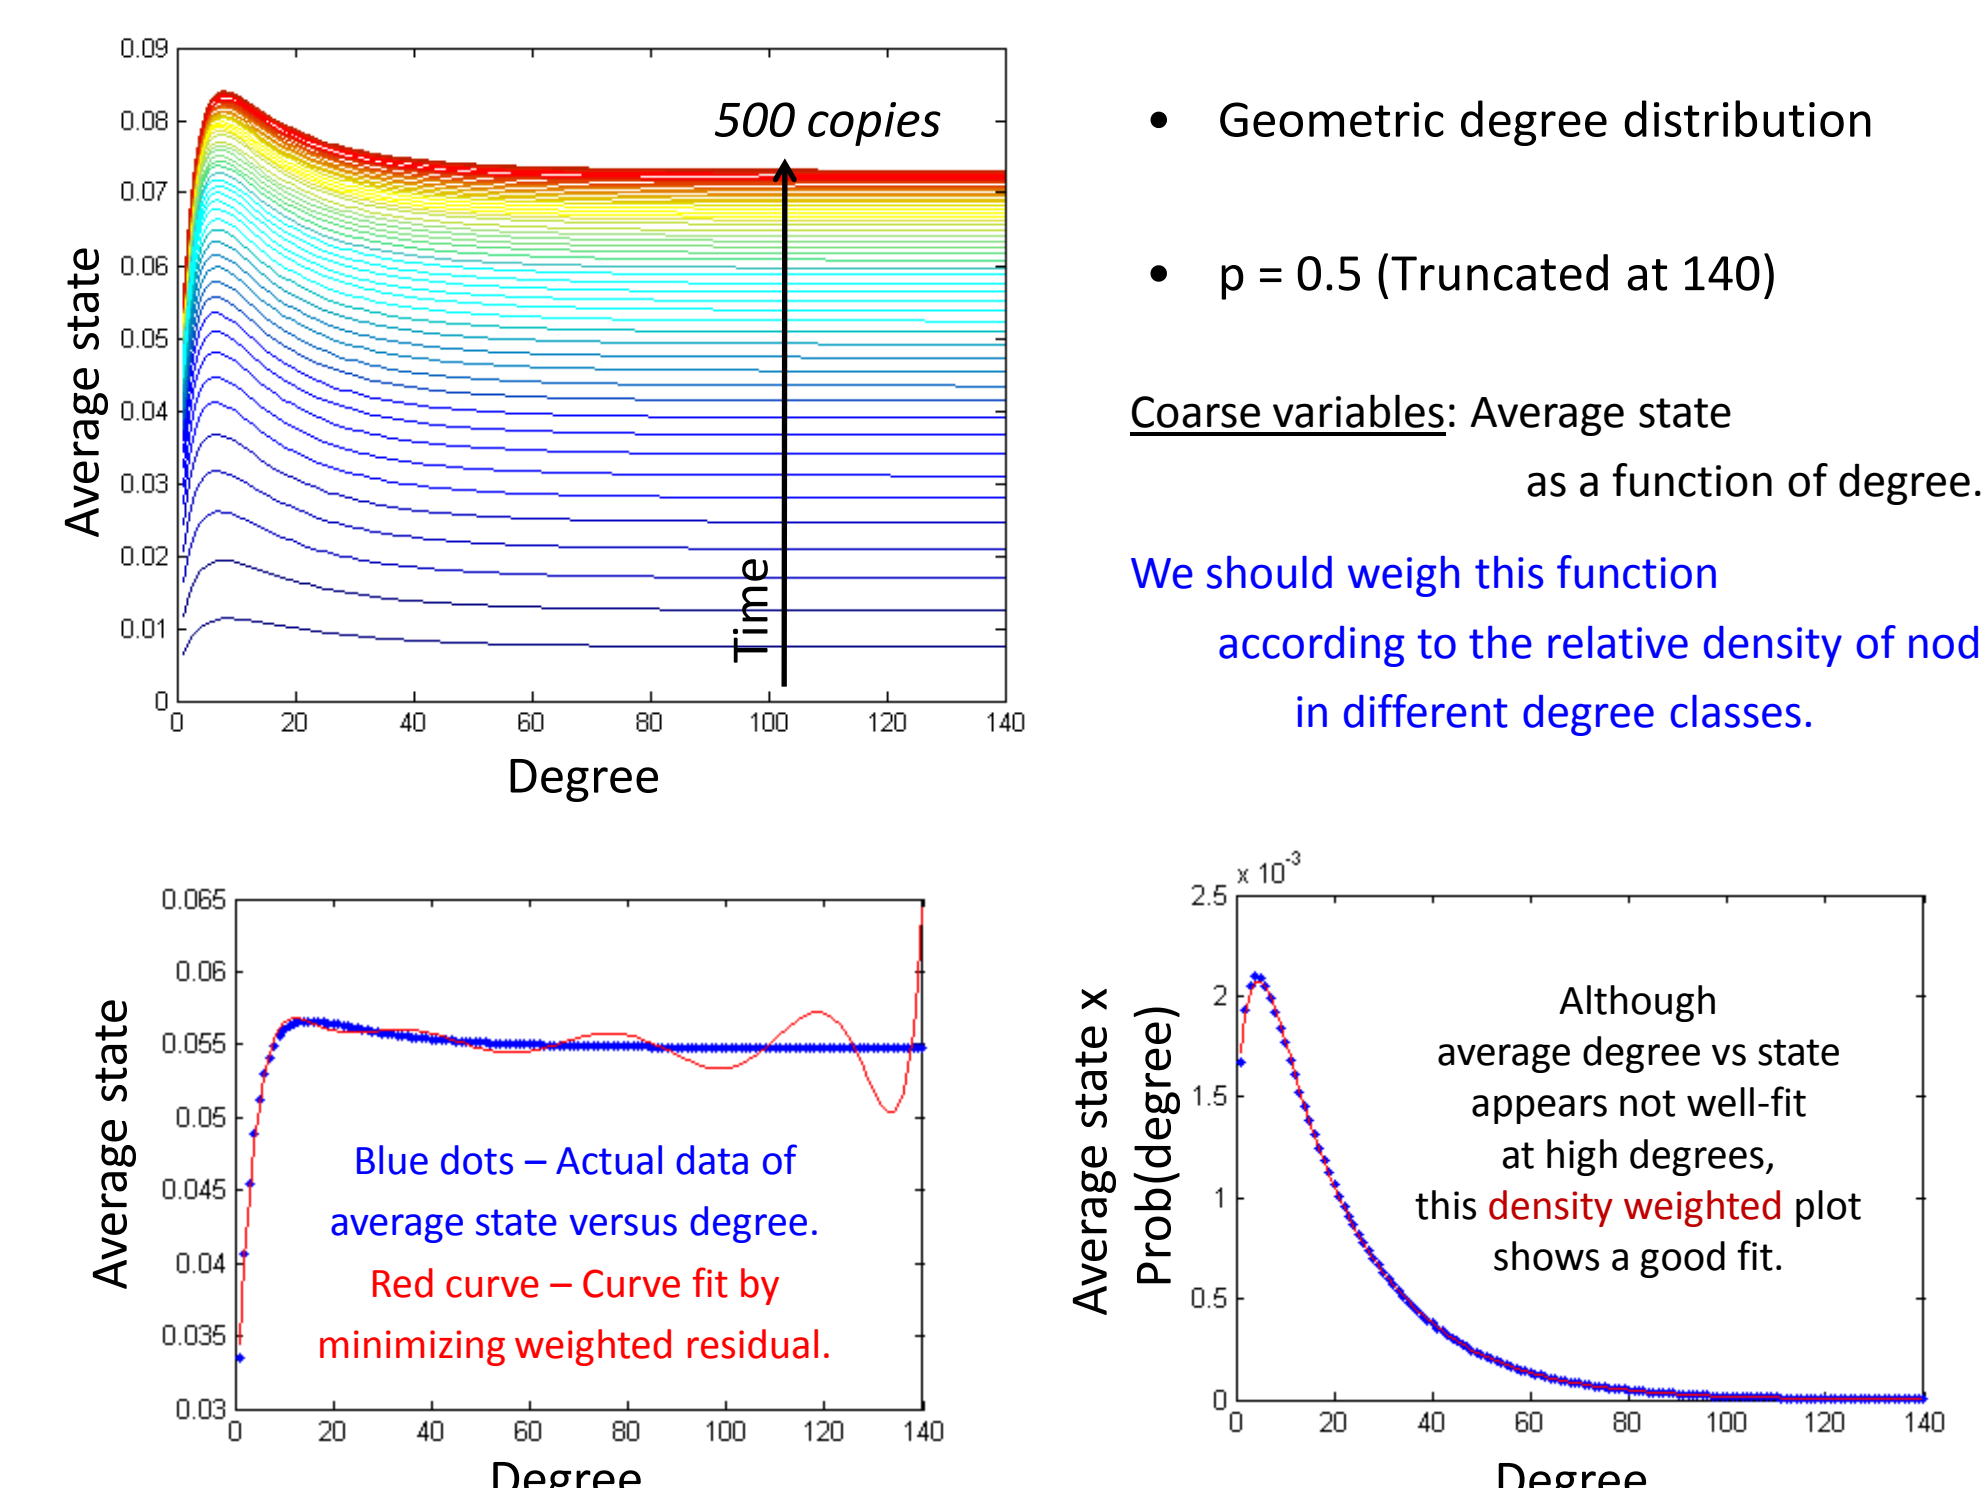 0.09
0.08
0.07
0.06
0.05
0.04
0.03
0.02
0.01
0
0 20 40 60 80 100 120 140
Average state
Degree
500 copies
Time
• Geometric degree distribution
• p = 0.5 (Truncated at 140)
Coarse variables: Average state
as a function of degree.
We should weigh this function
according to the relative density of nod
in different degree classes.
0.065
0.06
0.055
0.05
0.045
0.04
0.035
0.03
0 20 40 60 80 100 120 140
Average state
Degree
Blue dots – Actual data of
average state versus degree.
Red curve – Curve fit by
minimizing weighted residual.
x 10⁻³
2.5
2
1.5
1
0.5
0
0 20 40 60 80 100 120 140
Average state x
Prob(degree)
Degree
Although
average degree vs state
appears not well-fit
at high degrees,
this density weighted plot
shows a good fit.